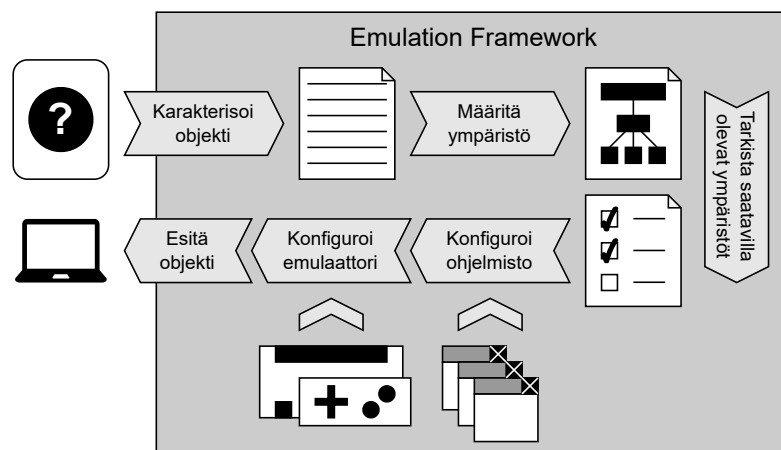 Emulation Framework
?
Karakterisoi
objekti
Määritä
ympäristö
Tarkista saatavilla
olevat ympäristöt
Esitä
objekti
Konfiguroi
emulaattori
Konfiguroi
ohjelmisto